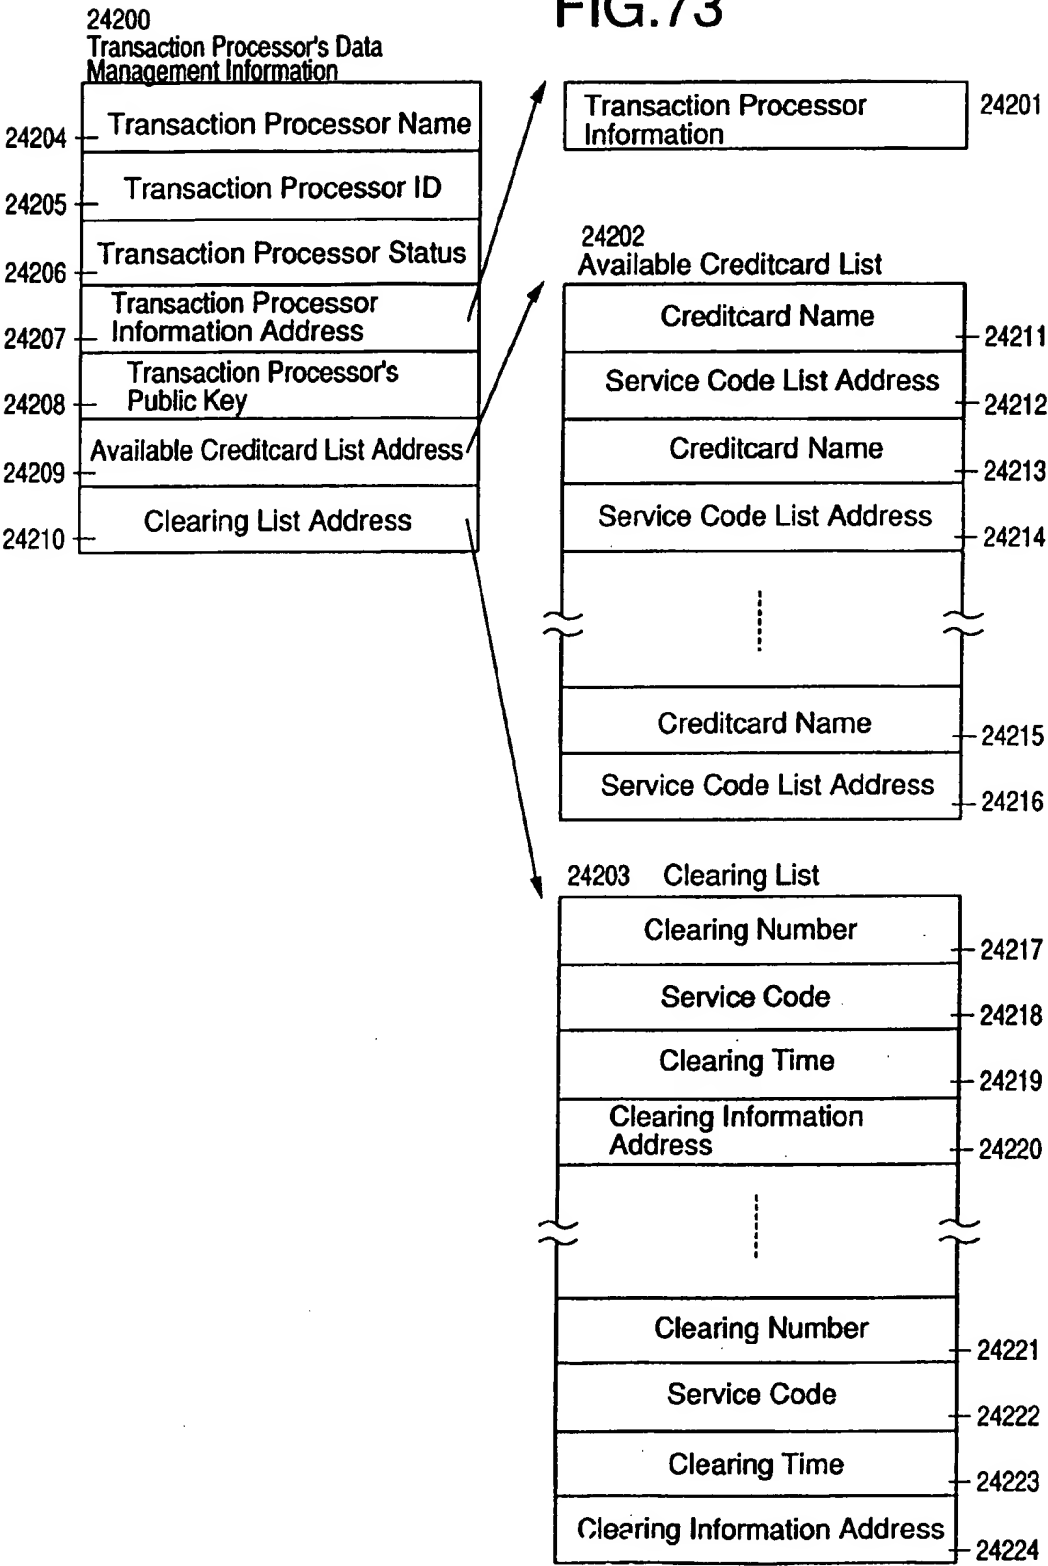 FIG.73
24200
Transaction Processor's Data
Management Information
24204
Transaction Processor Name
24205
Transaction Processor ID
24206
Transaction Processor Status
24207
Transaction Processor
Information Address
24208
Transaction Processor's
Public Key
24209
Available Creditcard List Address
24210
Clearing List Address
Transaction Processor
Information
24201
24202
Available Creditcard List
Creditcard Name
24211
Service Code List Address
24212
Creditcard Name
24213
Service Code List Address
24214
Creditcard Name
24215
Service Code List Address
24216
24203 Clearing List
Clearing Number
24217
Service Code
24218
Clearing Time
24219
Clearing Information
Address
24220
Clearing Number
24221
Service Code
24222
Clearing Time
24223
Clearing Information Address
24224